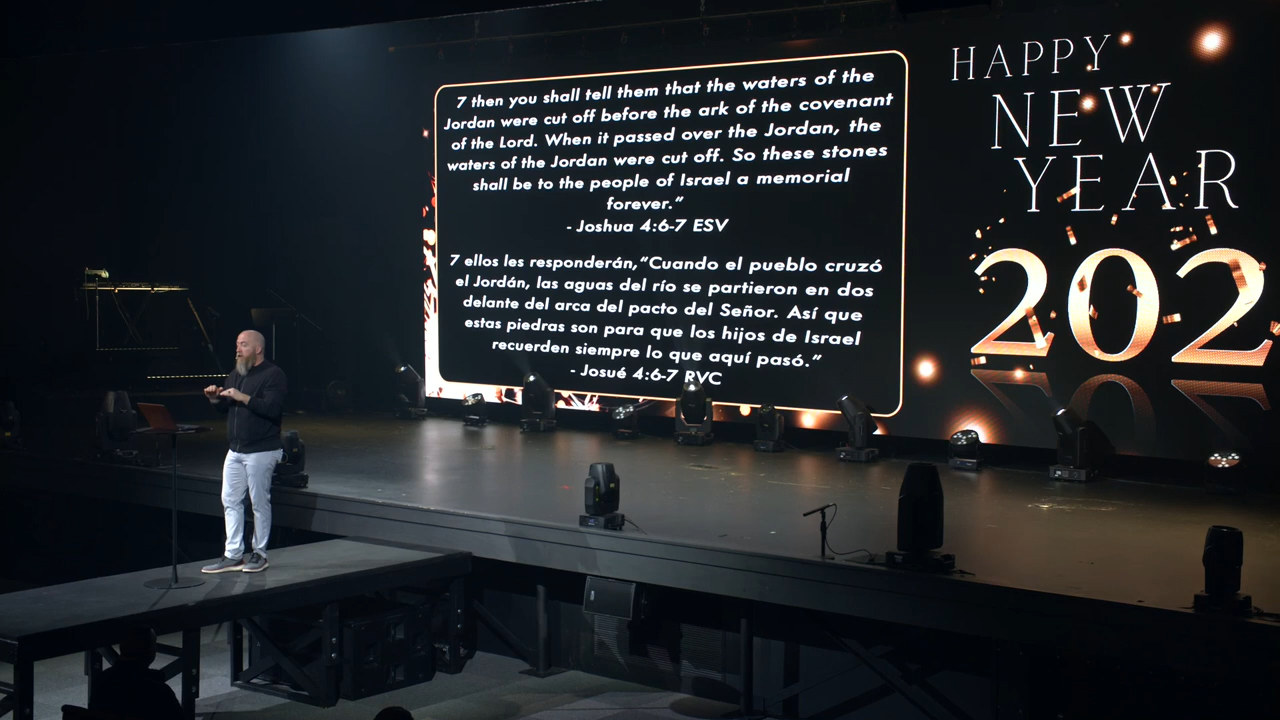 7 then you shall tell them that the waters of the
Jordan were cut off before the ark of the covenant
of the Lord. When it passed over the Jordan, the
waters of the Jordan were cut off. So these stones
shall be to the people of Israel a memorial
forever.”
- Joshua 4:6-7 ESV
7 ellos les responderán,“Cuando el pueblo cruzó
el Jordán, las aguas del río se partieron en dos
delante del arca del pacto del Señor. Así que
estas piedras son para que los hijos de Israel
recuerden siempre lo que aquí pasó.”
- Josué 4:6-7 RVC
HAPPY
NEW
YEAR
202